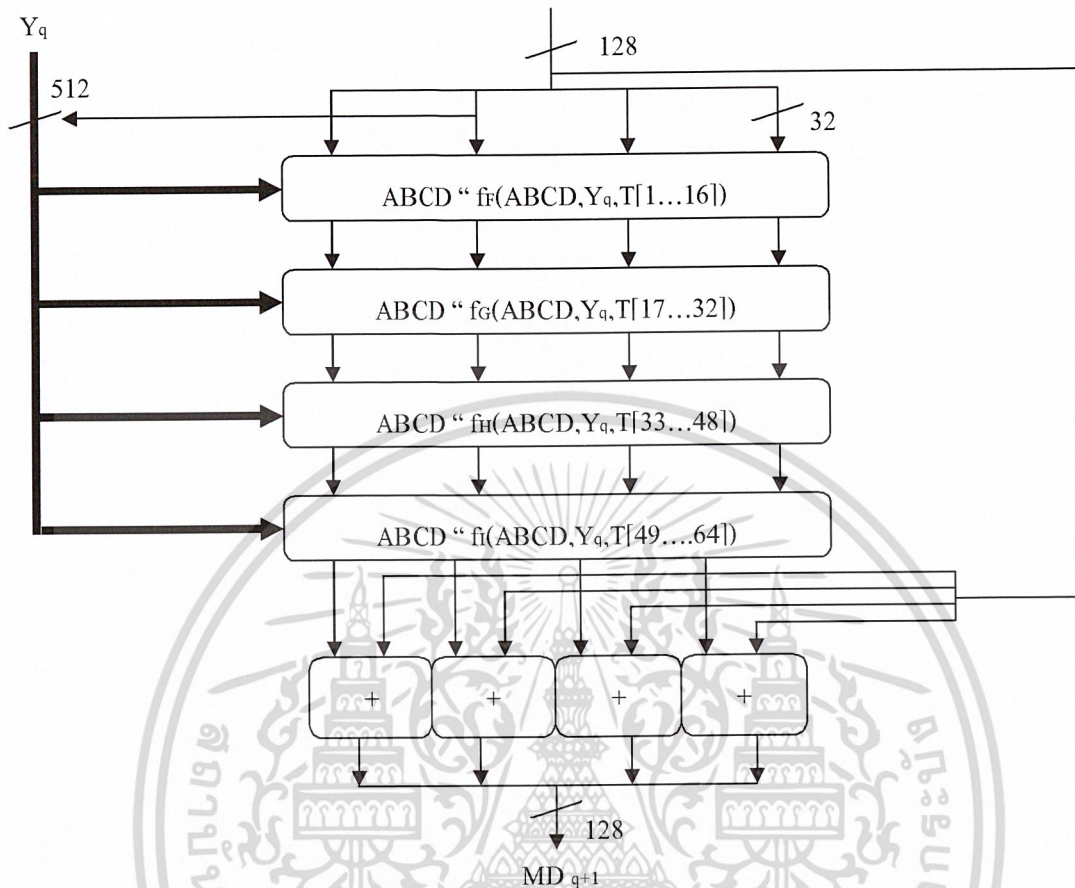 Yq
128
512
32
ABCD “ fF(ABCD,Yq,T[1…16])
ABCD “ fG(ABCD,Yq,T[17…32])
ABCD “ fH(ABCD,Yq,T[33…48])
ABCD “ fI(ABCD,Yq,T[49….64])
+ + + +
128
MD q+1